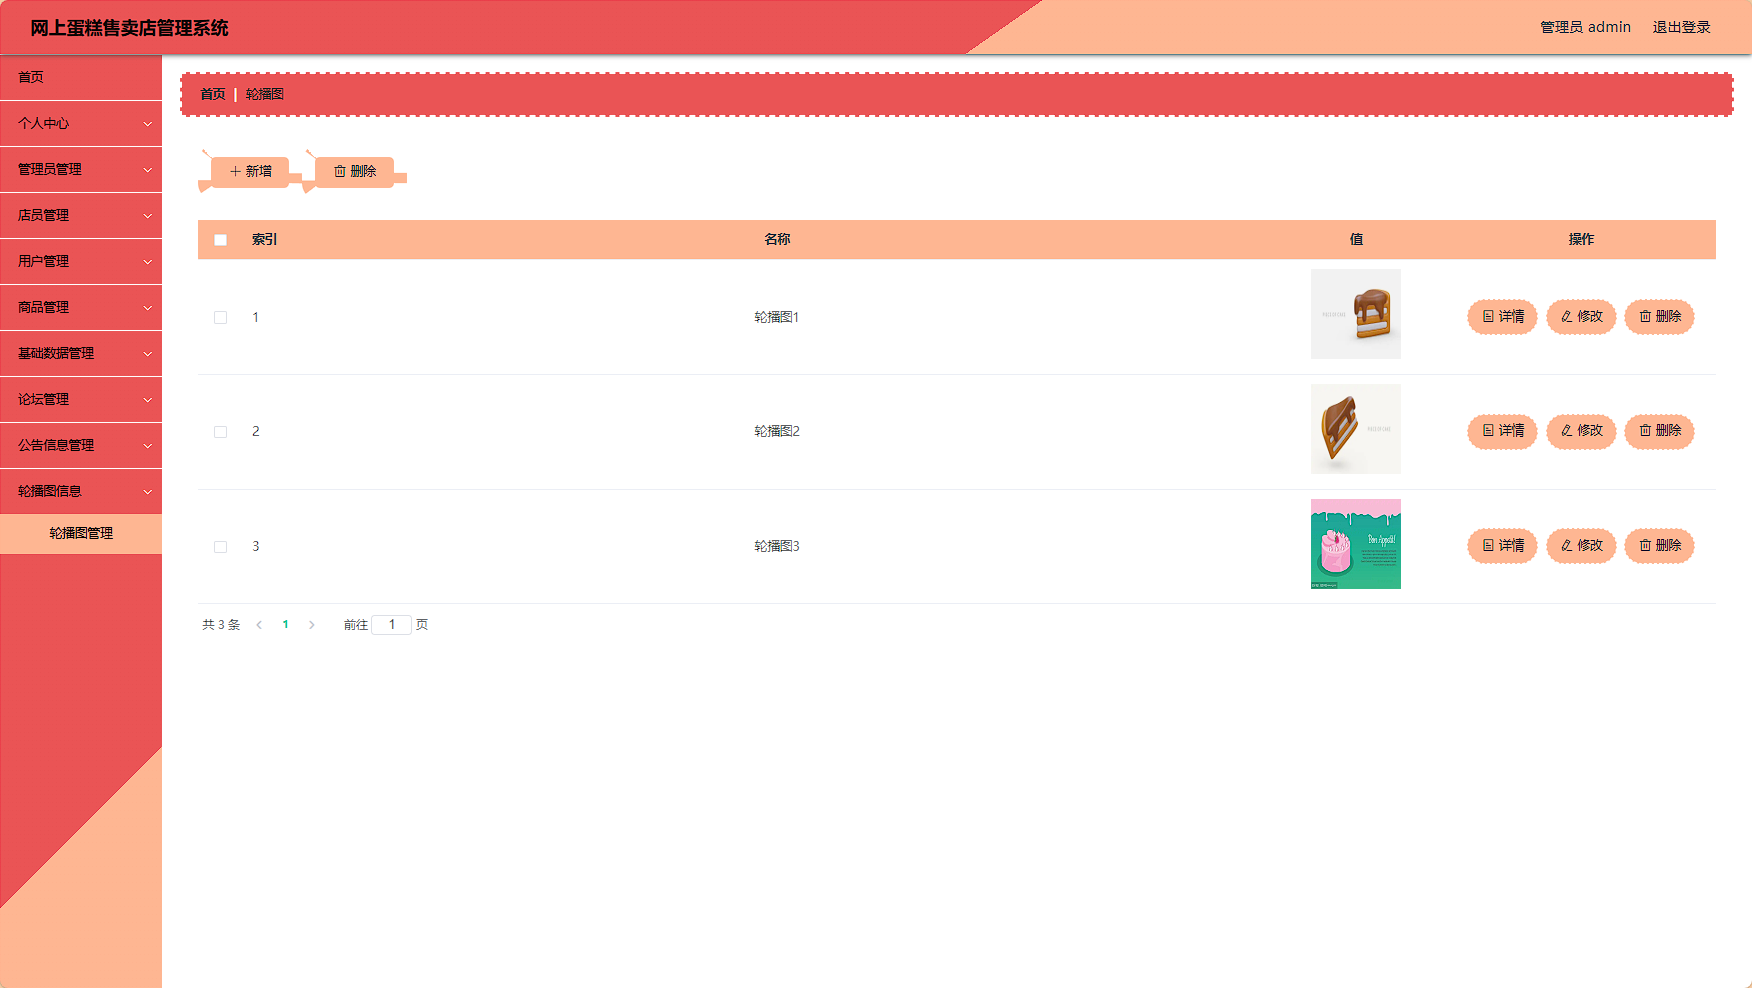 网上蛋糕售卖店管理系统
管理员 admin 退出登录
首页
个人中心
管理员管理
店员管理
用户管理
商品管理
基础数据管理
论坛管理
公告信息管理
轮播图信息
轮播图管理
首页 | 轮播图
新增 删除
索引 名称 值 操作
1 轮播图1 详情 修改 删除
2 轮播图2 详情 修改 删除
3 轮播图3 详情 修改 删除
Bon Appetit!
共 3 条 1 前往 1 页